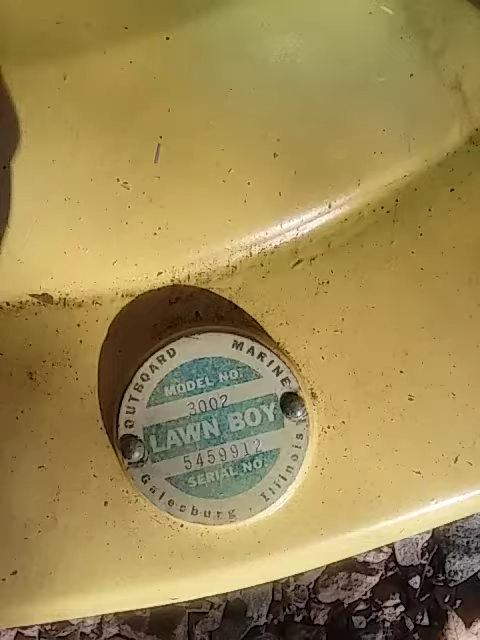 OUTBOARD MARINE
MODEL NO.
3002
LAWN BOY
5459912
SERIAL NO.
Galesburg, Illinois